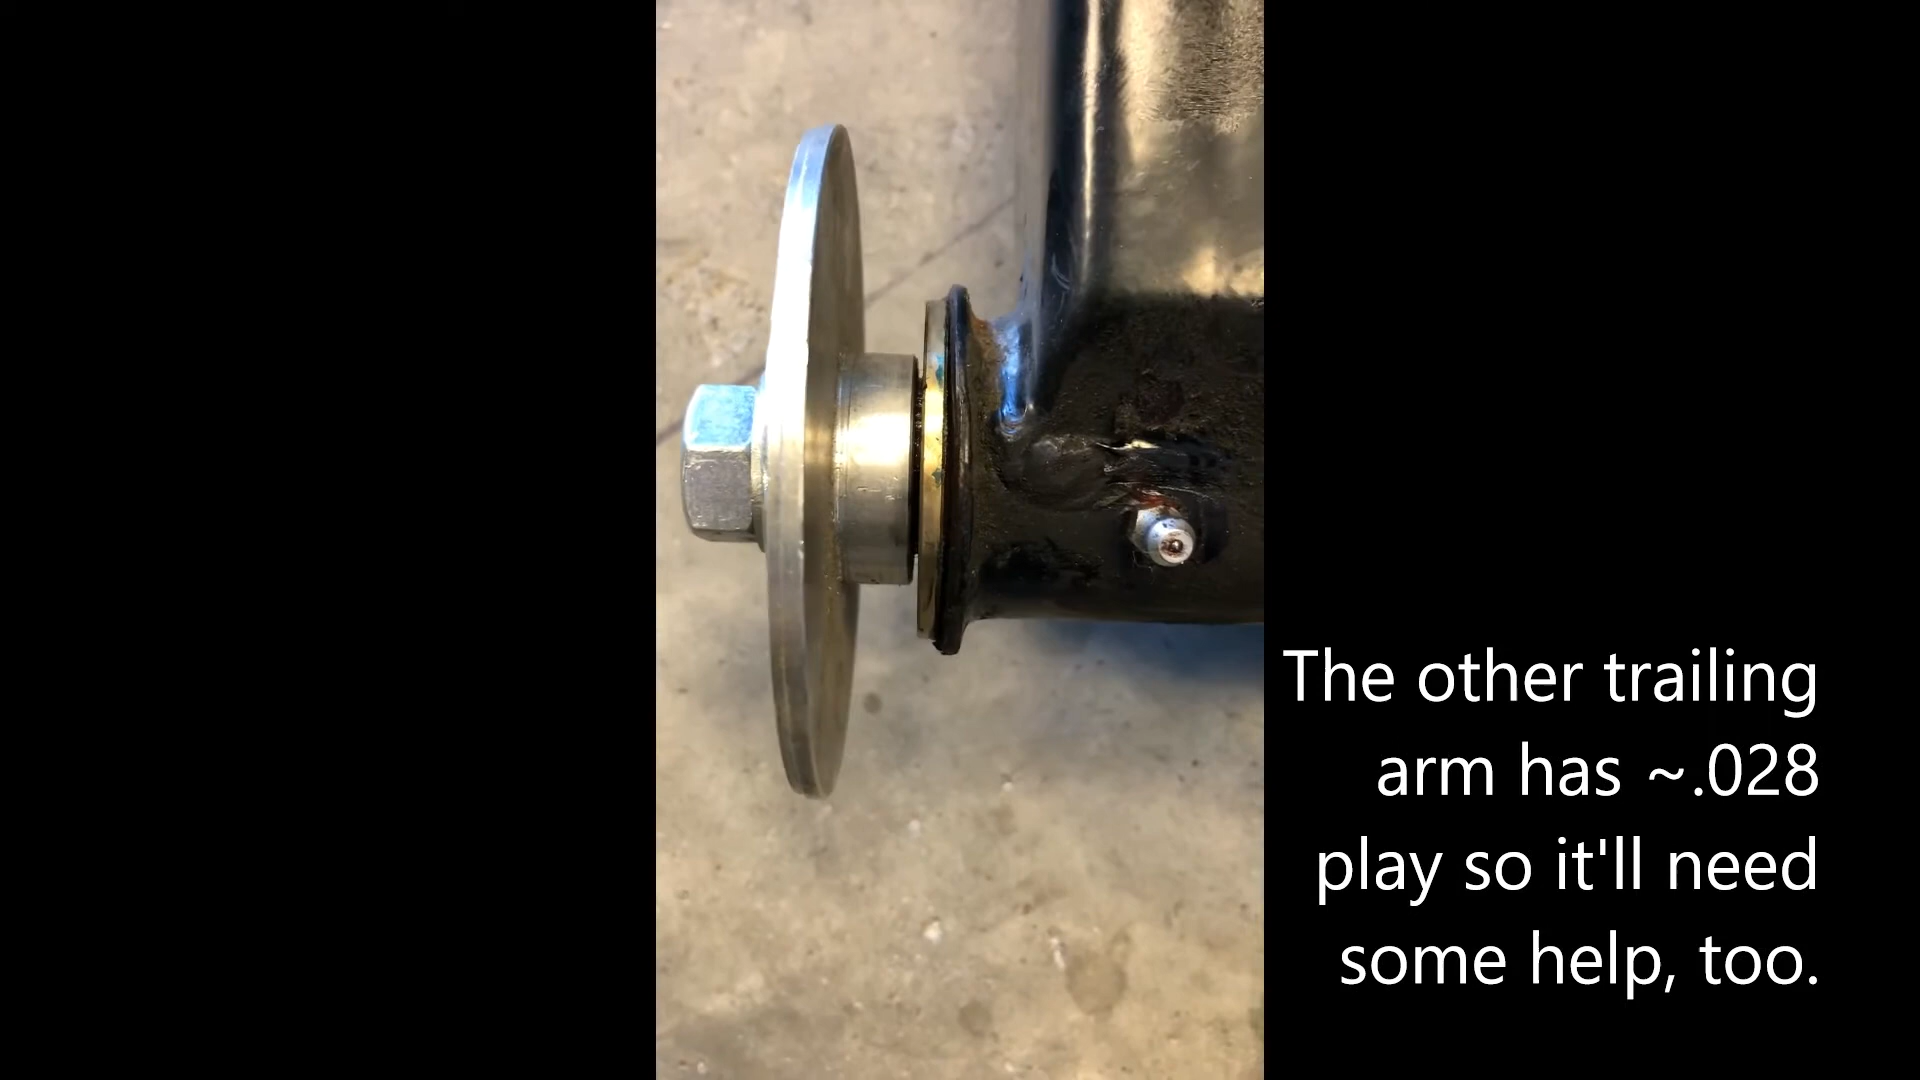 The other trailing
arm has ~.028
play so it'll need
some help, too.